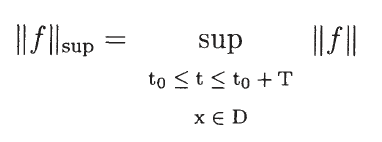 ‖f‖sup = sup ‖f‖
t0 ≤ t ≤ t0 + T
x ∈ D